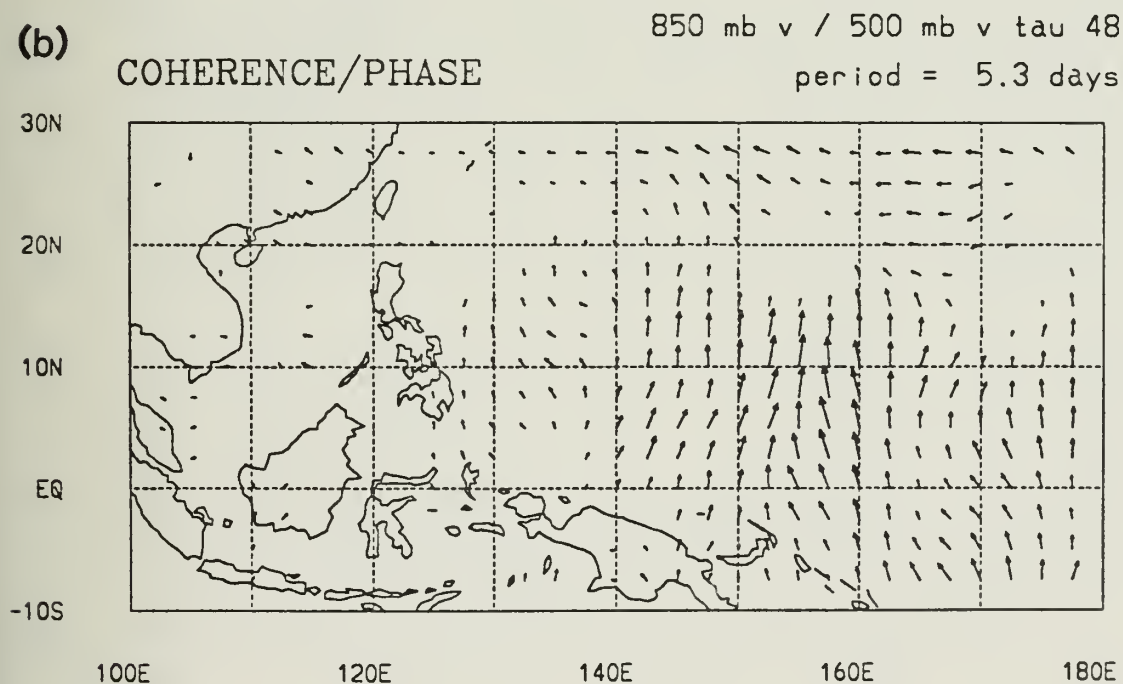 (b)
850 mb v / 500 mb v tau 48
COHERENCE/PHASE
period = 5.3 days
30N
20N
10N
EQ
-10S
100E 120E 140E 160E 180E